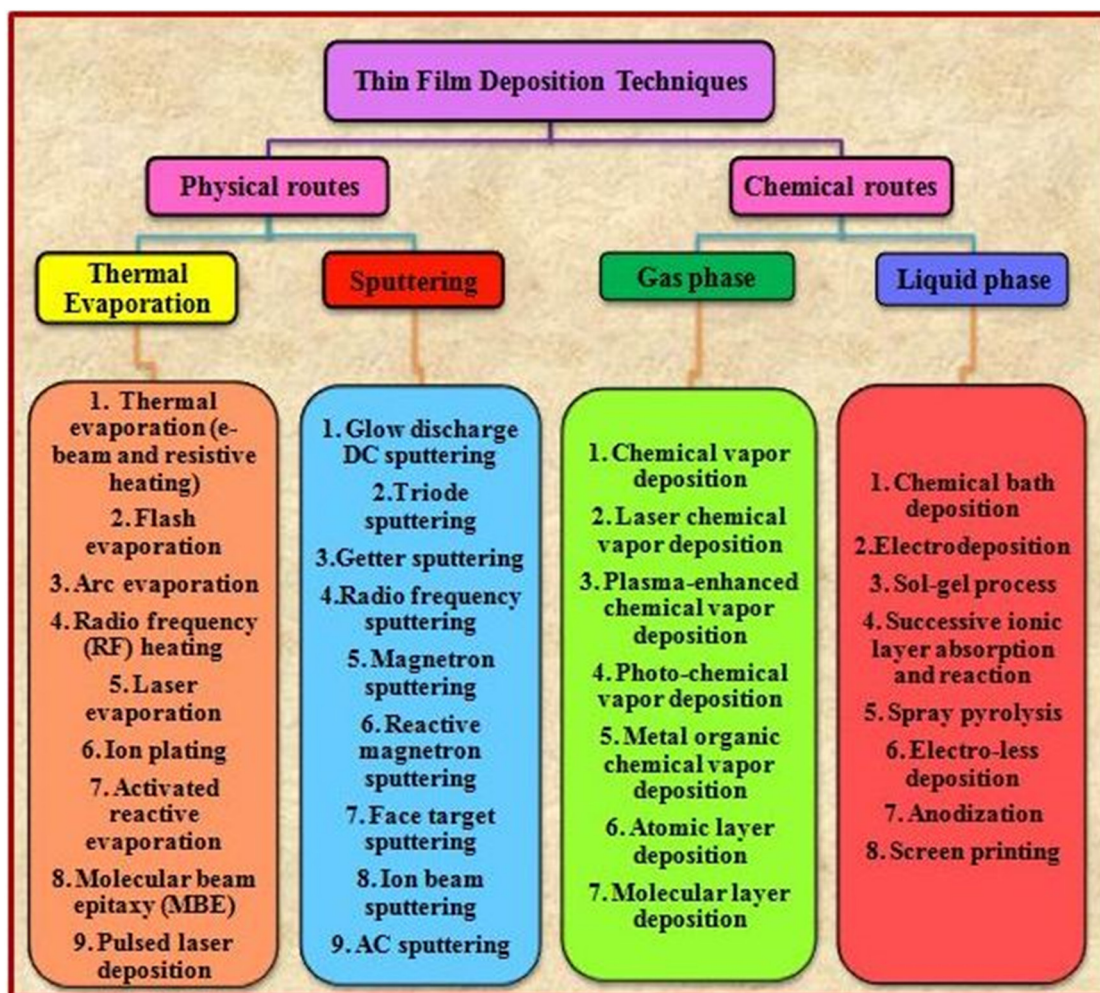 Thin Film Deposition Techniques
Physical routes
Chemical routes
Thermal
Evaporation
Sputtering
Gas phase
Liquid phase
1. Thermal
evaporation (e-
beam and resistive
heating)
2. Flash
evaporation
3. Arc evaporation
4. Radio frequency
(RF) heating
5. Laser
evaporation
6. Ion plating
7. Activated
reactive
evaporation
8. Molecular beam
epitaxy (MBE)
9. Pulsed laser
deposition
1. Glow discharge
DC sputtering
2.Triode
sputtering
3.Getter sputtering
4.Radio frequency
sputtering
5. Magnetron
sputtering
6. Reactive
magnetron
sputtering
7. Face target
sputtering
8. Ion beam
sputtering
9. AC sputtering
1. Chemical vapor
deposition
2. Laser chemical
vapor deposition
3. Plasma-enhanced
chemical vapor
deposition
4. Photo-chemical
vapor deposition
5. Metal organic
chemical vapor
deposition
6. Atomic layer
deposition
7. Molecular layer
deposition
1. Chemical bath
deposition
2.Electrodeposition
3. Sol-gel process
4. Successive ionic
layer absorption
and reaction
5. Spray pyrolysis
6. Electro-less
deposition
7. Anodization
8. Screen printing